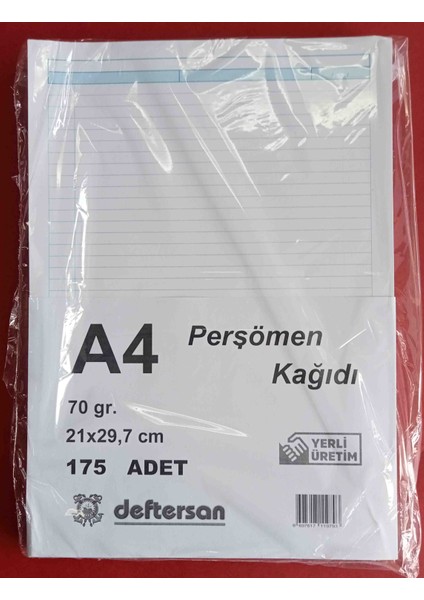 A4 Perşömen
Kağıdı
70 gr.
21x29,7 cm
175 ADET
YERLİ
ÜRETİM
deftersan